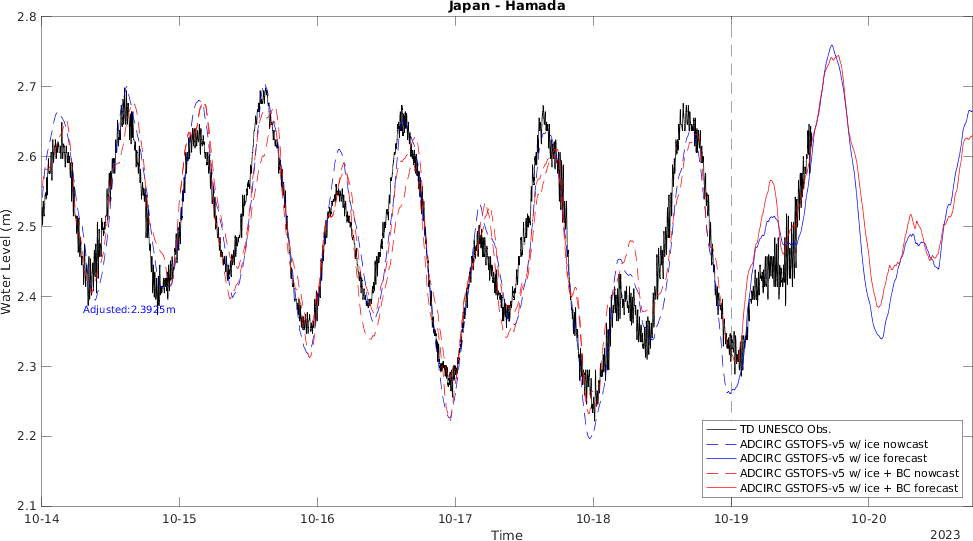 Japan - Hamada
Water Level (m)
2.8
2.7
2.6
2.5
2.4
2.3
2.2
2.1
Adjusted:2.3925m
TD UNESCO Obs.
ADCIRC GSTOFS-v5 w/ ice nowcast
ADCIRC GSTOFS-v5 w/ ice forecast
ADCIRC GSTOFS-v5 w/ ice + BC nowcast
ADCIRC GSTOFS-v5 w/ ice + BC forecast
10-14 10-15 10-16 10-17 10-18 10-19 10-20
Time
2023